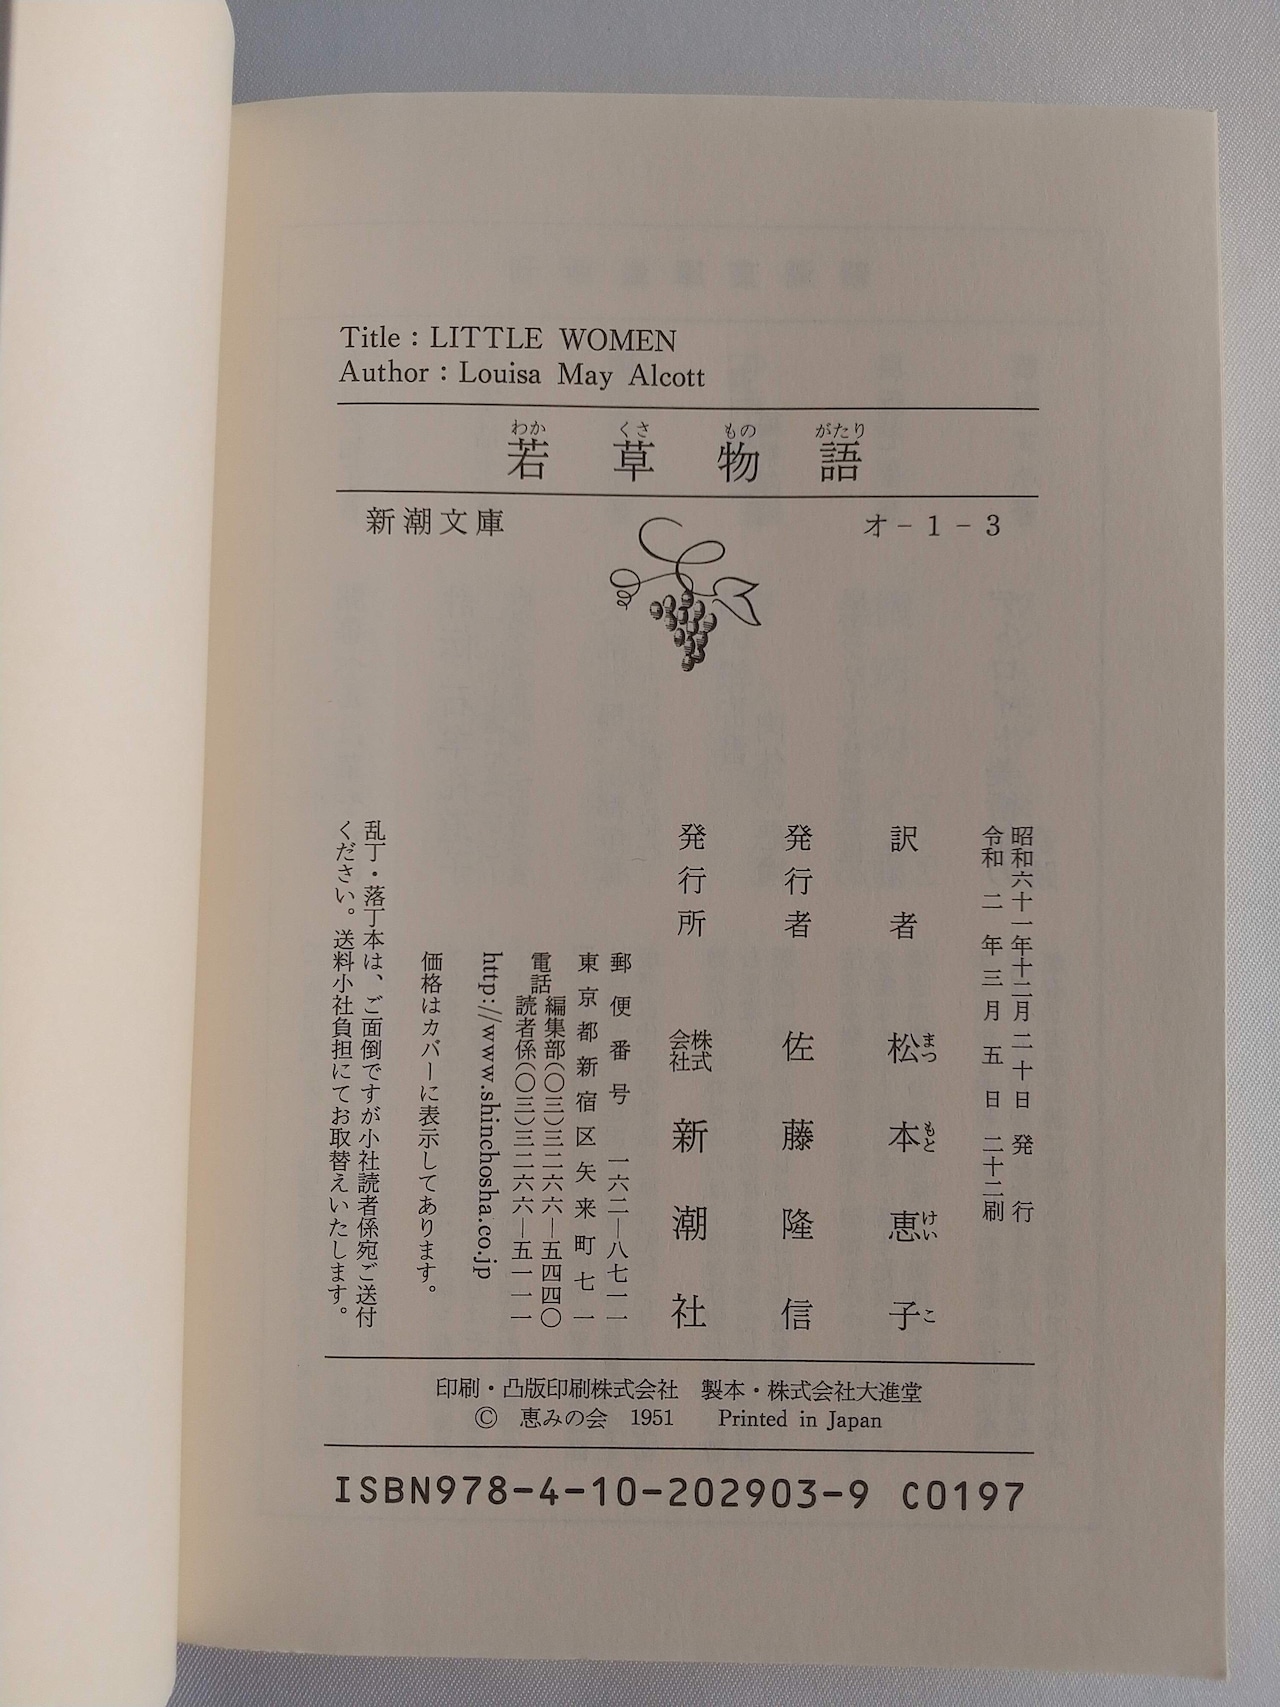 Title：LITTLE WOMEN
Author：Louisa May Alcott
わか くさ もの がたり
若草物語
新潮文庫 オ-1-3
昭和六十一年十二月二十日 発行
令和二年三月五日 二十二刷
訳者 松本恵子
まつ もと けい こ
発行者 佐藤隆信
発行所 株式会社 新潮社
郵便番号 一六二―八七一一
東京都新宿区矢来町七一
電話 編集部(〇三)三二六六―五四四〇
読者係(〇三)三二六六―五一一一
http://www.shinchosha.co.jp
価格はカバーに表示してあります。
乱丁・落丁本は、ご面倒ですが小社読者係宛ご送付
ください。送料小社負担にてお取替えいたします。
印刷・凸版印刷株式会社 製本・株式会社大進堂
© 恵みの会 1951 Printed in Japan
ISBN978-4-10-202903-9 C0197